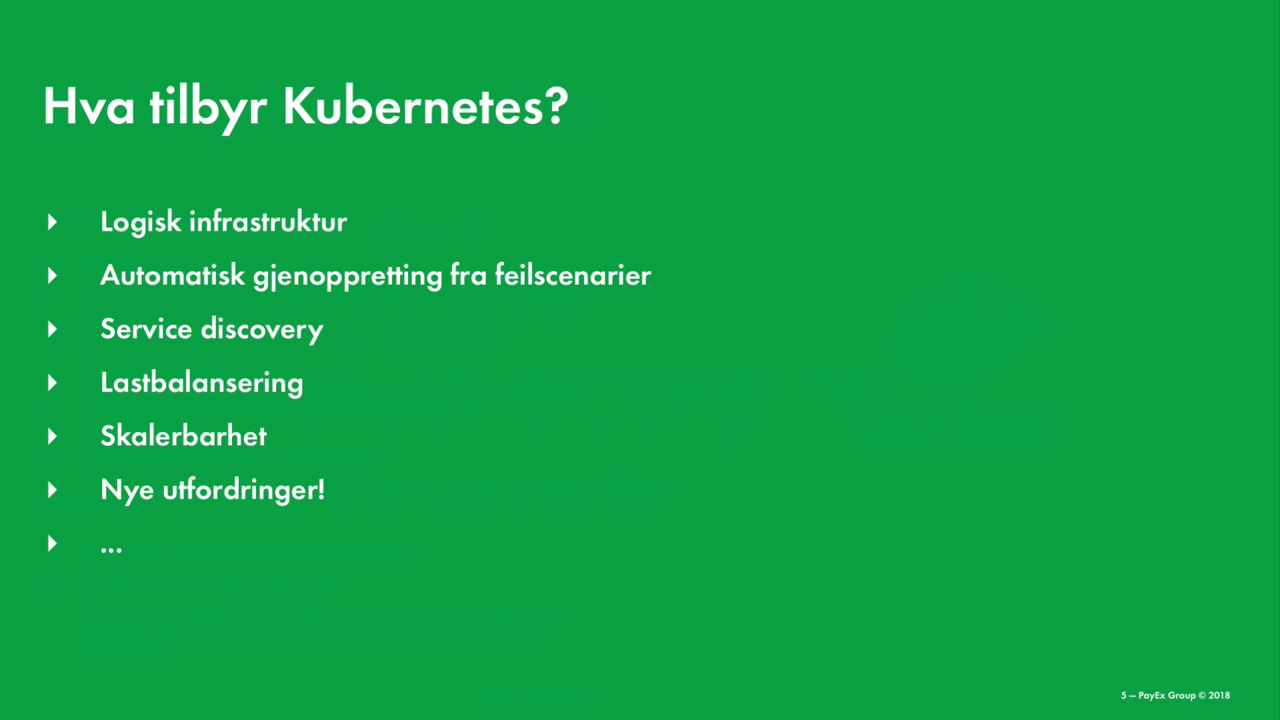 Hva tilbyr Kubernetes?
Logisk infrastruktur
Automatisk gjenoppretting fra feilscenarier
Service discovery
Lastbalansering
Skalerbarhet
Nye utfordringer!
...
5 — PayEx Group © 2018